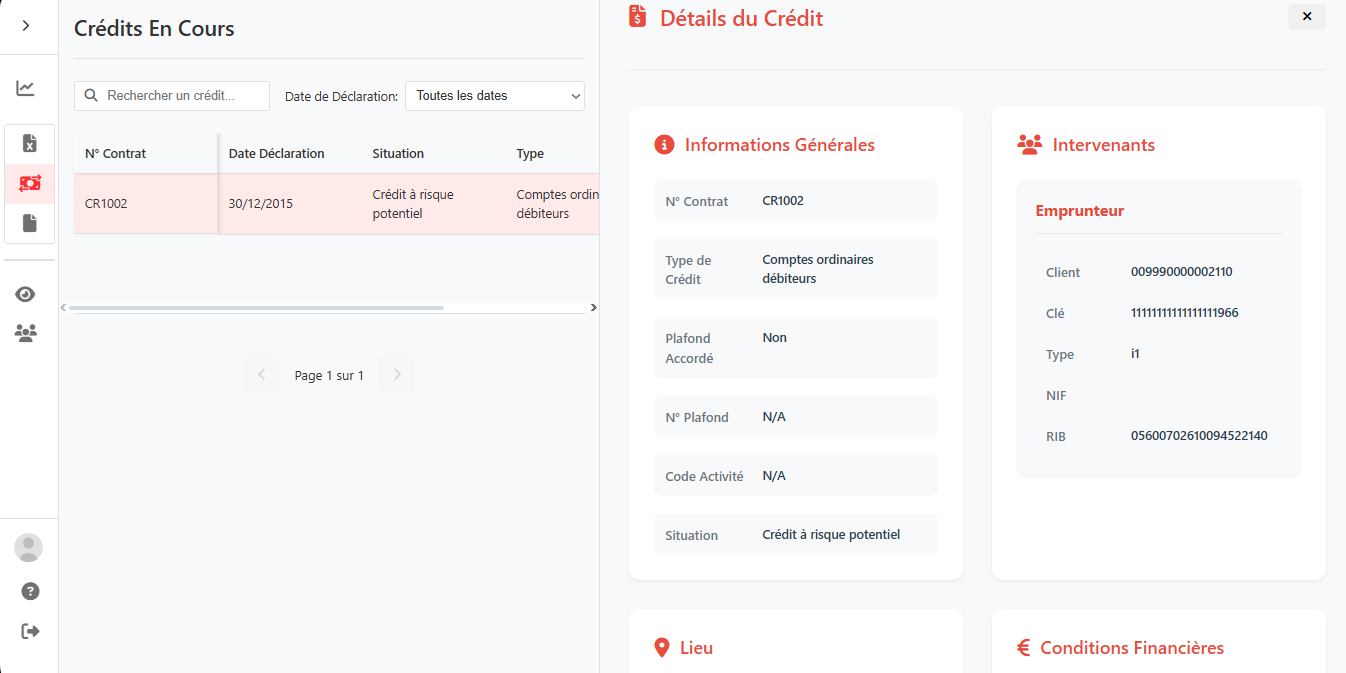 Crédits En Cours
Rechercher un crédit...
Date de Déclaration:
Toutes les dates
N° Contrat
Date Déclaration
Situation
Type
CR1002
30/12/2015
Crédit à risque
potentiel
Comptes ordin
débiteurs
Page 1 sur 1
Détails du Crédit
Informations Générales
N° Contrat
CR1002
Type de
Crédit
Comptes ordinaires
débiteurs
Plafond
Accordé
Non
N° Plafond
N/A
Code Activité
N/A
Situation
Crédit à risque potentiel
Intervenants
Emprunteur
Client
009990000002110
Clé
11111111111111111966
Type
i1
NIF
RIB
05600702610094522140
Lieu
Conditions Financières